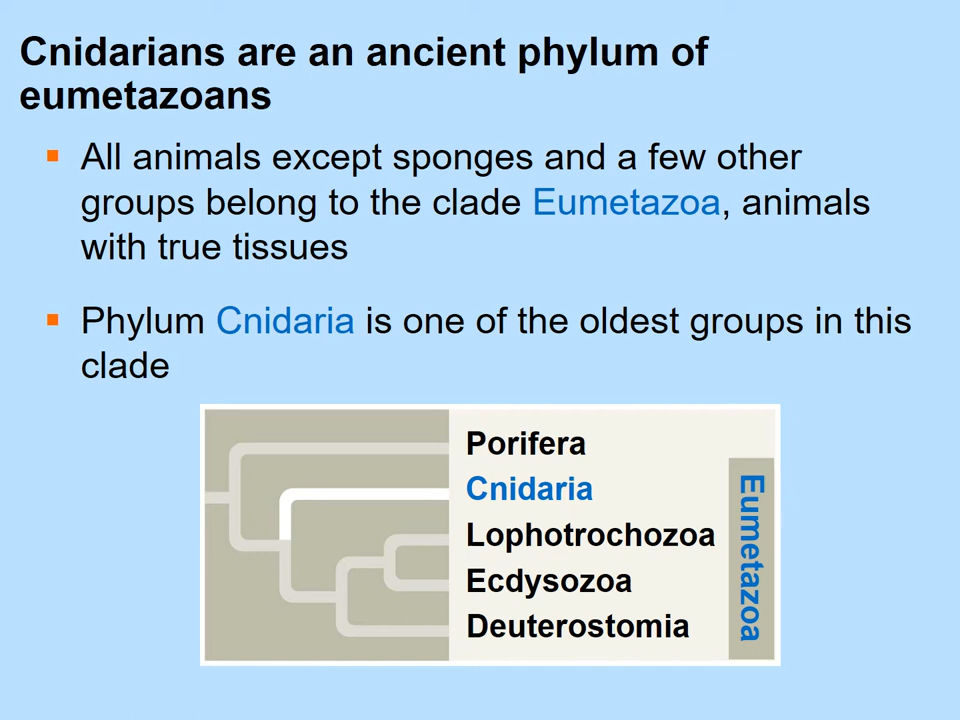 Cnidarians are an ancient phylum of
eumetazoans
All animals except sponges and a few other
groups belong to the clade Eumetazoa, animals
with true tissues
Phylum Cnidaria is one of the oldest groups in this
clade
Porifera
Cnidaria
Lophotrochozoa
Ecdysozoa
Deuterostomia
Eumetazoa